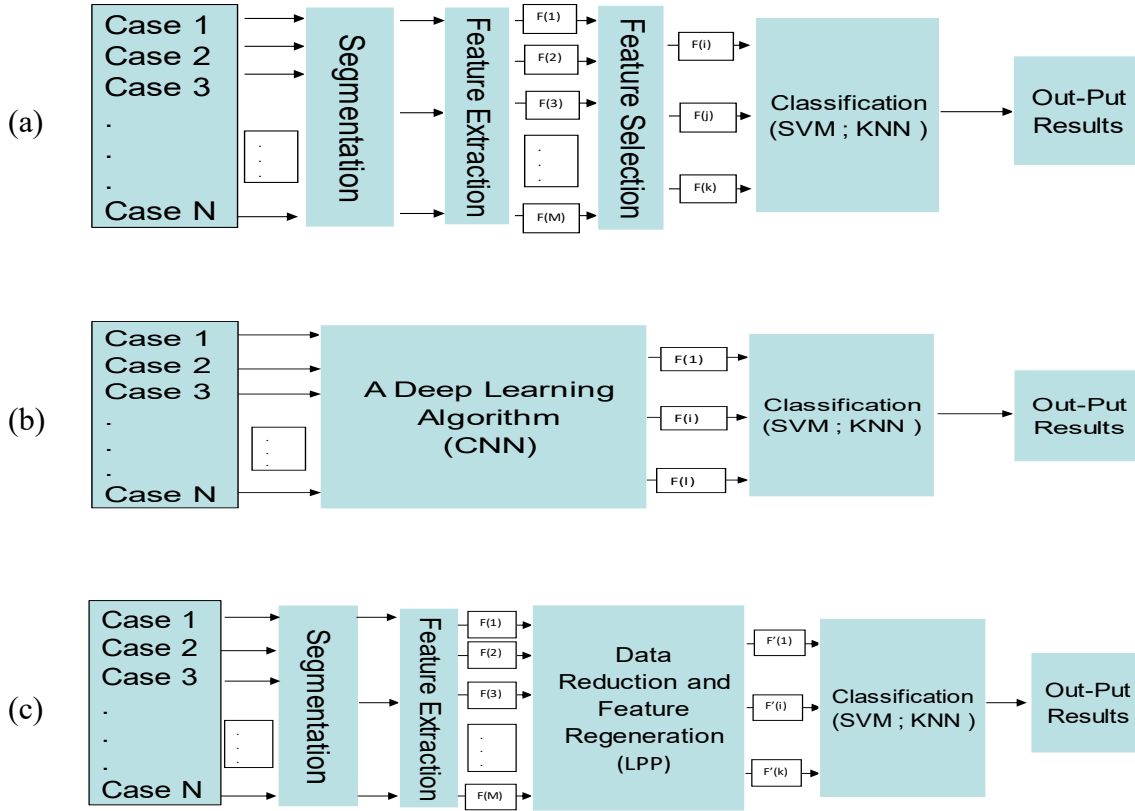 (a)
Case 1
Case 2
Case 3
.
.
.
Case N
.
.
.
Segmentation
Feature Extraction
F(1)
F(2)
F(3)
.
.
.
F(M)
Feature Selection
F(i)
F(j)
F(k)
Classification
(SVM ; KNN )
Out-Put
Results
(b)
Case 1
Case 2
Case 3
.
.
.
Case N
.
.
.
A Deep Learning
Algorithm
(CNN)
F(1)
F(i)
F(l)
Classification
(SVM ; KNN )
Out-Put
Results
(c)
Case 1
Case 2
Case 3
.
.
.
Case N
.
.
.
Segmentation
Feature Extraction
F(1)
F(2)
F(3)
.
.
.
F(M)
Data
Reduction and
Feature
Regeneration
(LPP)
F'(1)
F'(i)
F'(k)
Classification
(SVM ; KNN )
Out-Put
Results